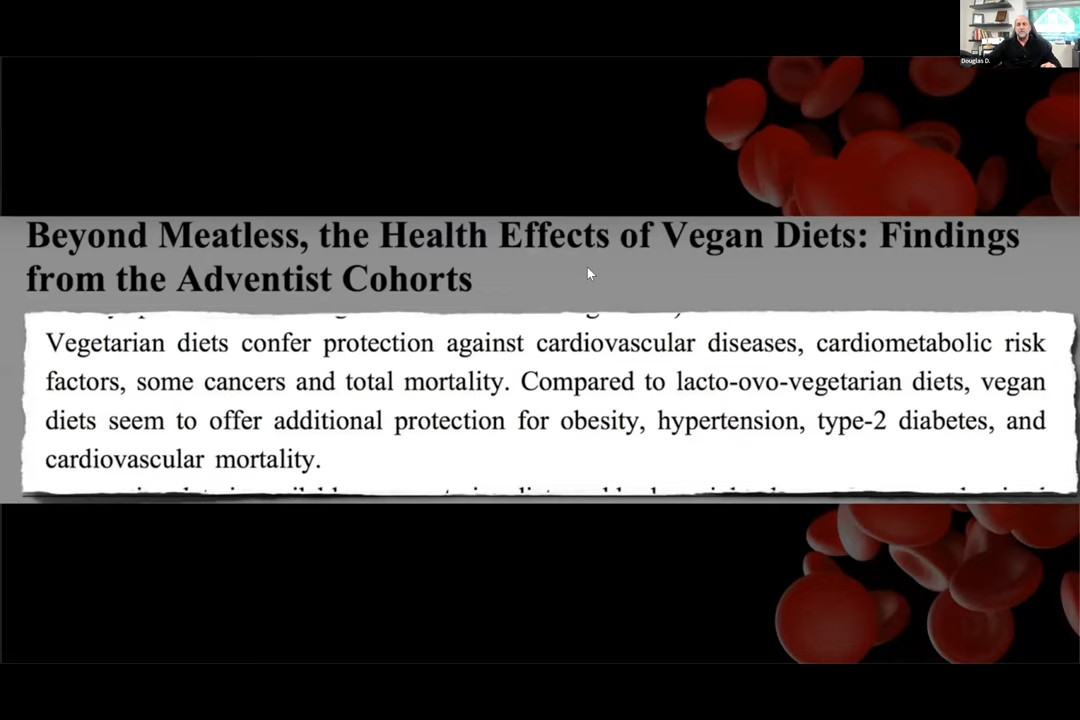 Douglas D.
Beyond Meatless, the Health Effects of Vegan Diets: Findings
from the Adventist Cohorts
Vegetarian diets confer protection against cardiovascular diseases, cardiometabolic risk
factors, some cancers and total mortality. Compared to lacto-ovo-vegetarian diets, vegan
diets seem to offer additional protection for obesity, hypertension, type-2 diabetes, and
cardiovascular mortality.